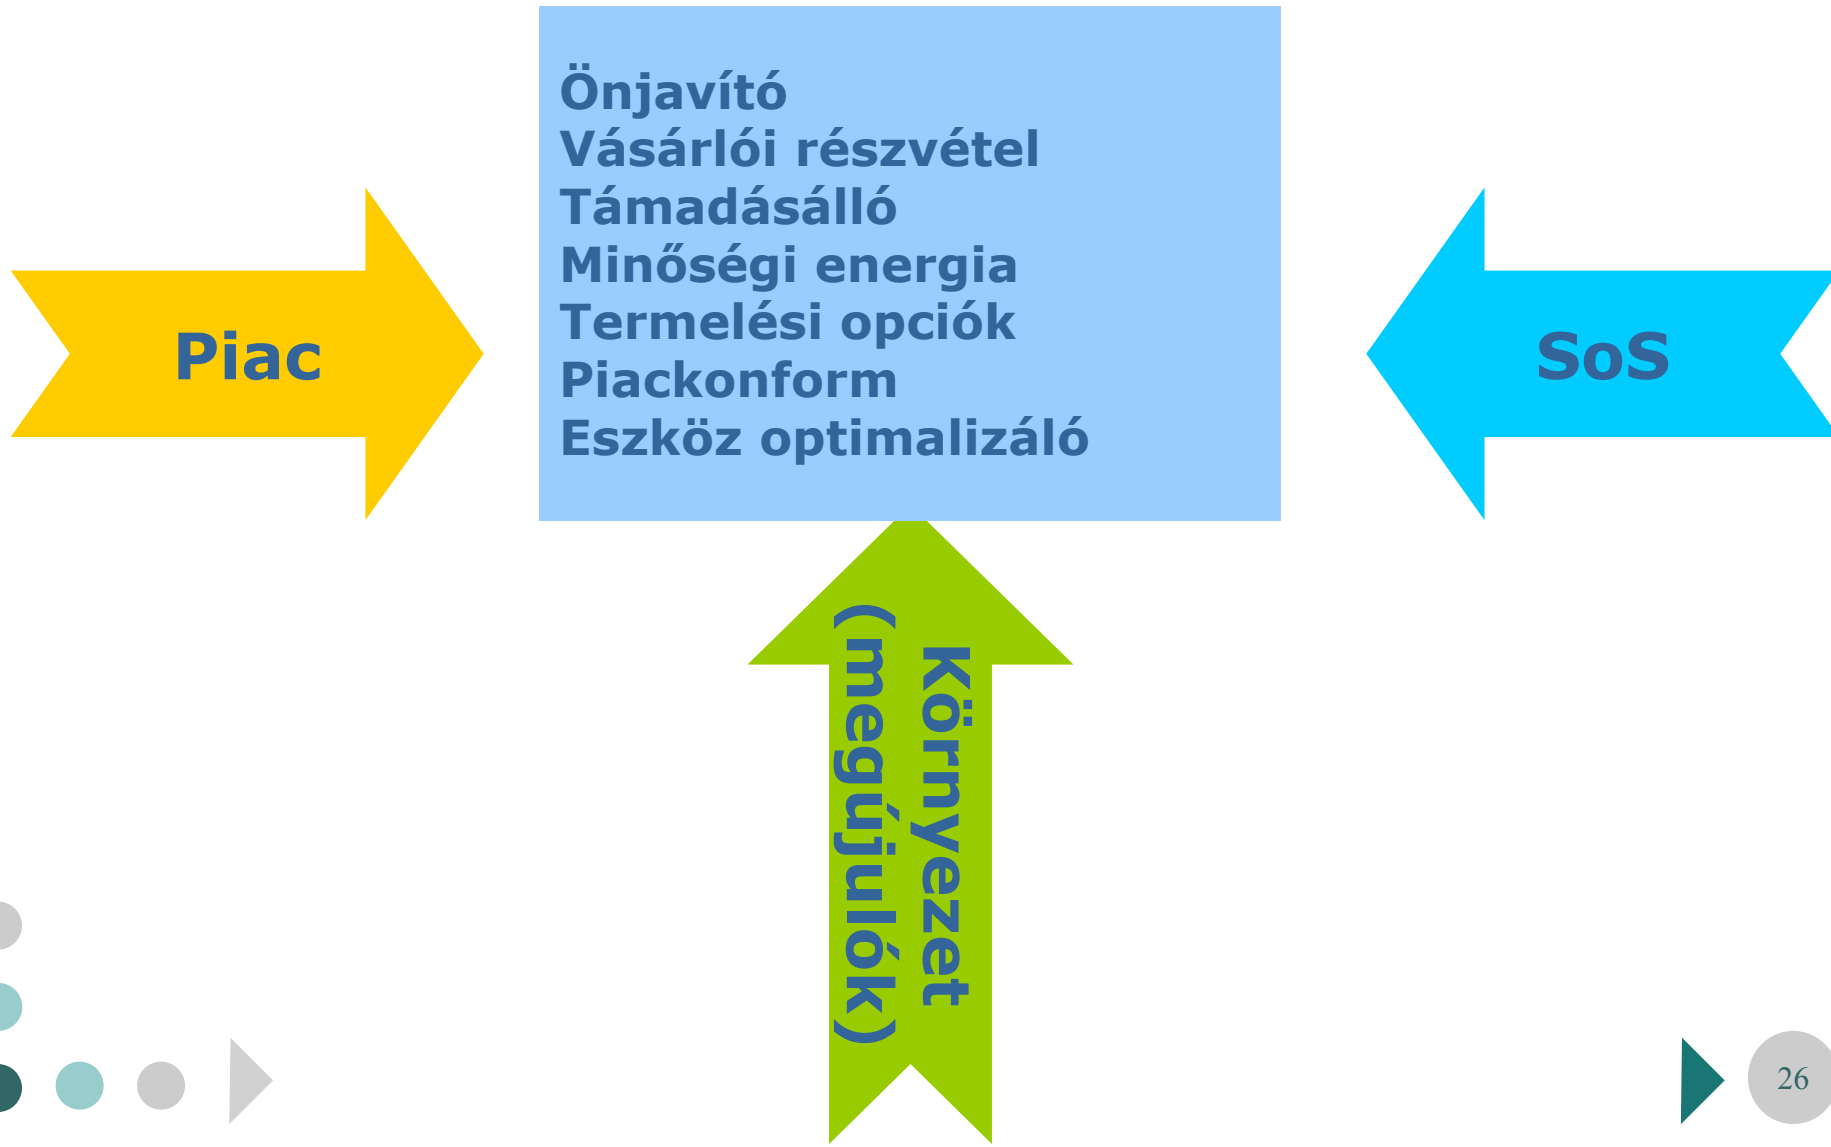 Önjavító
Vásárlói részvétel
Támadásálló
Minőségi energia
Termelési opciók
Piackonform
Eszköz optimalizáló
Piac
SoS
Környezet
(megújulók)
26